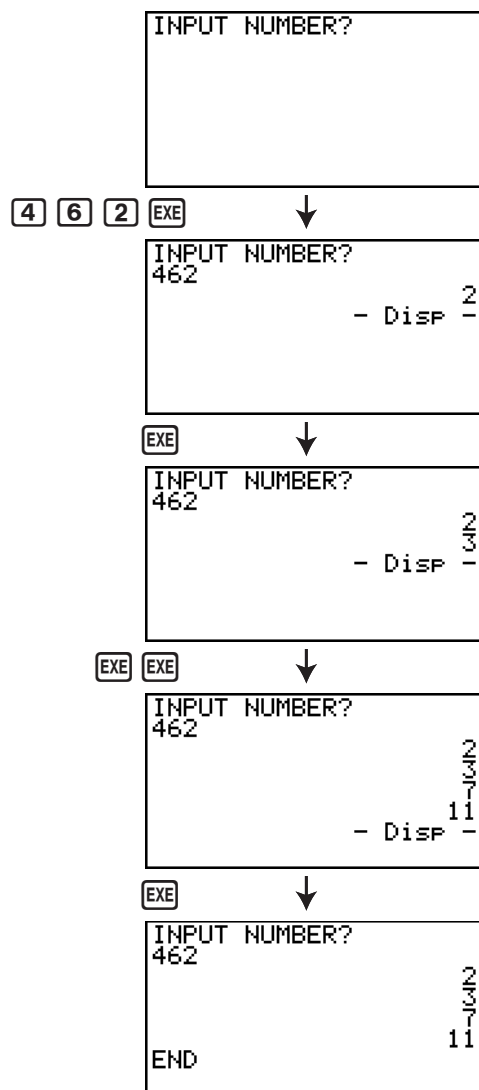 INPUT NUMBER?
4 6 2 EXE
INPUT NUMBER?
462
2
- Disp -
EXE
INPUT NUMBER?
462
2
3
- Disp -
EXE EXE
INPUT NUMBER?
462
2
3
7
11
- Disp -
EXE
INPUT NUMBER?
462
2
3
7
11
END